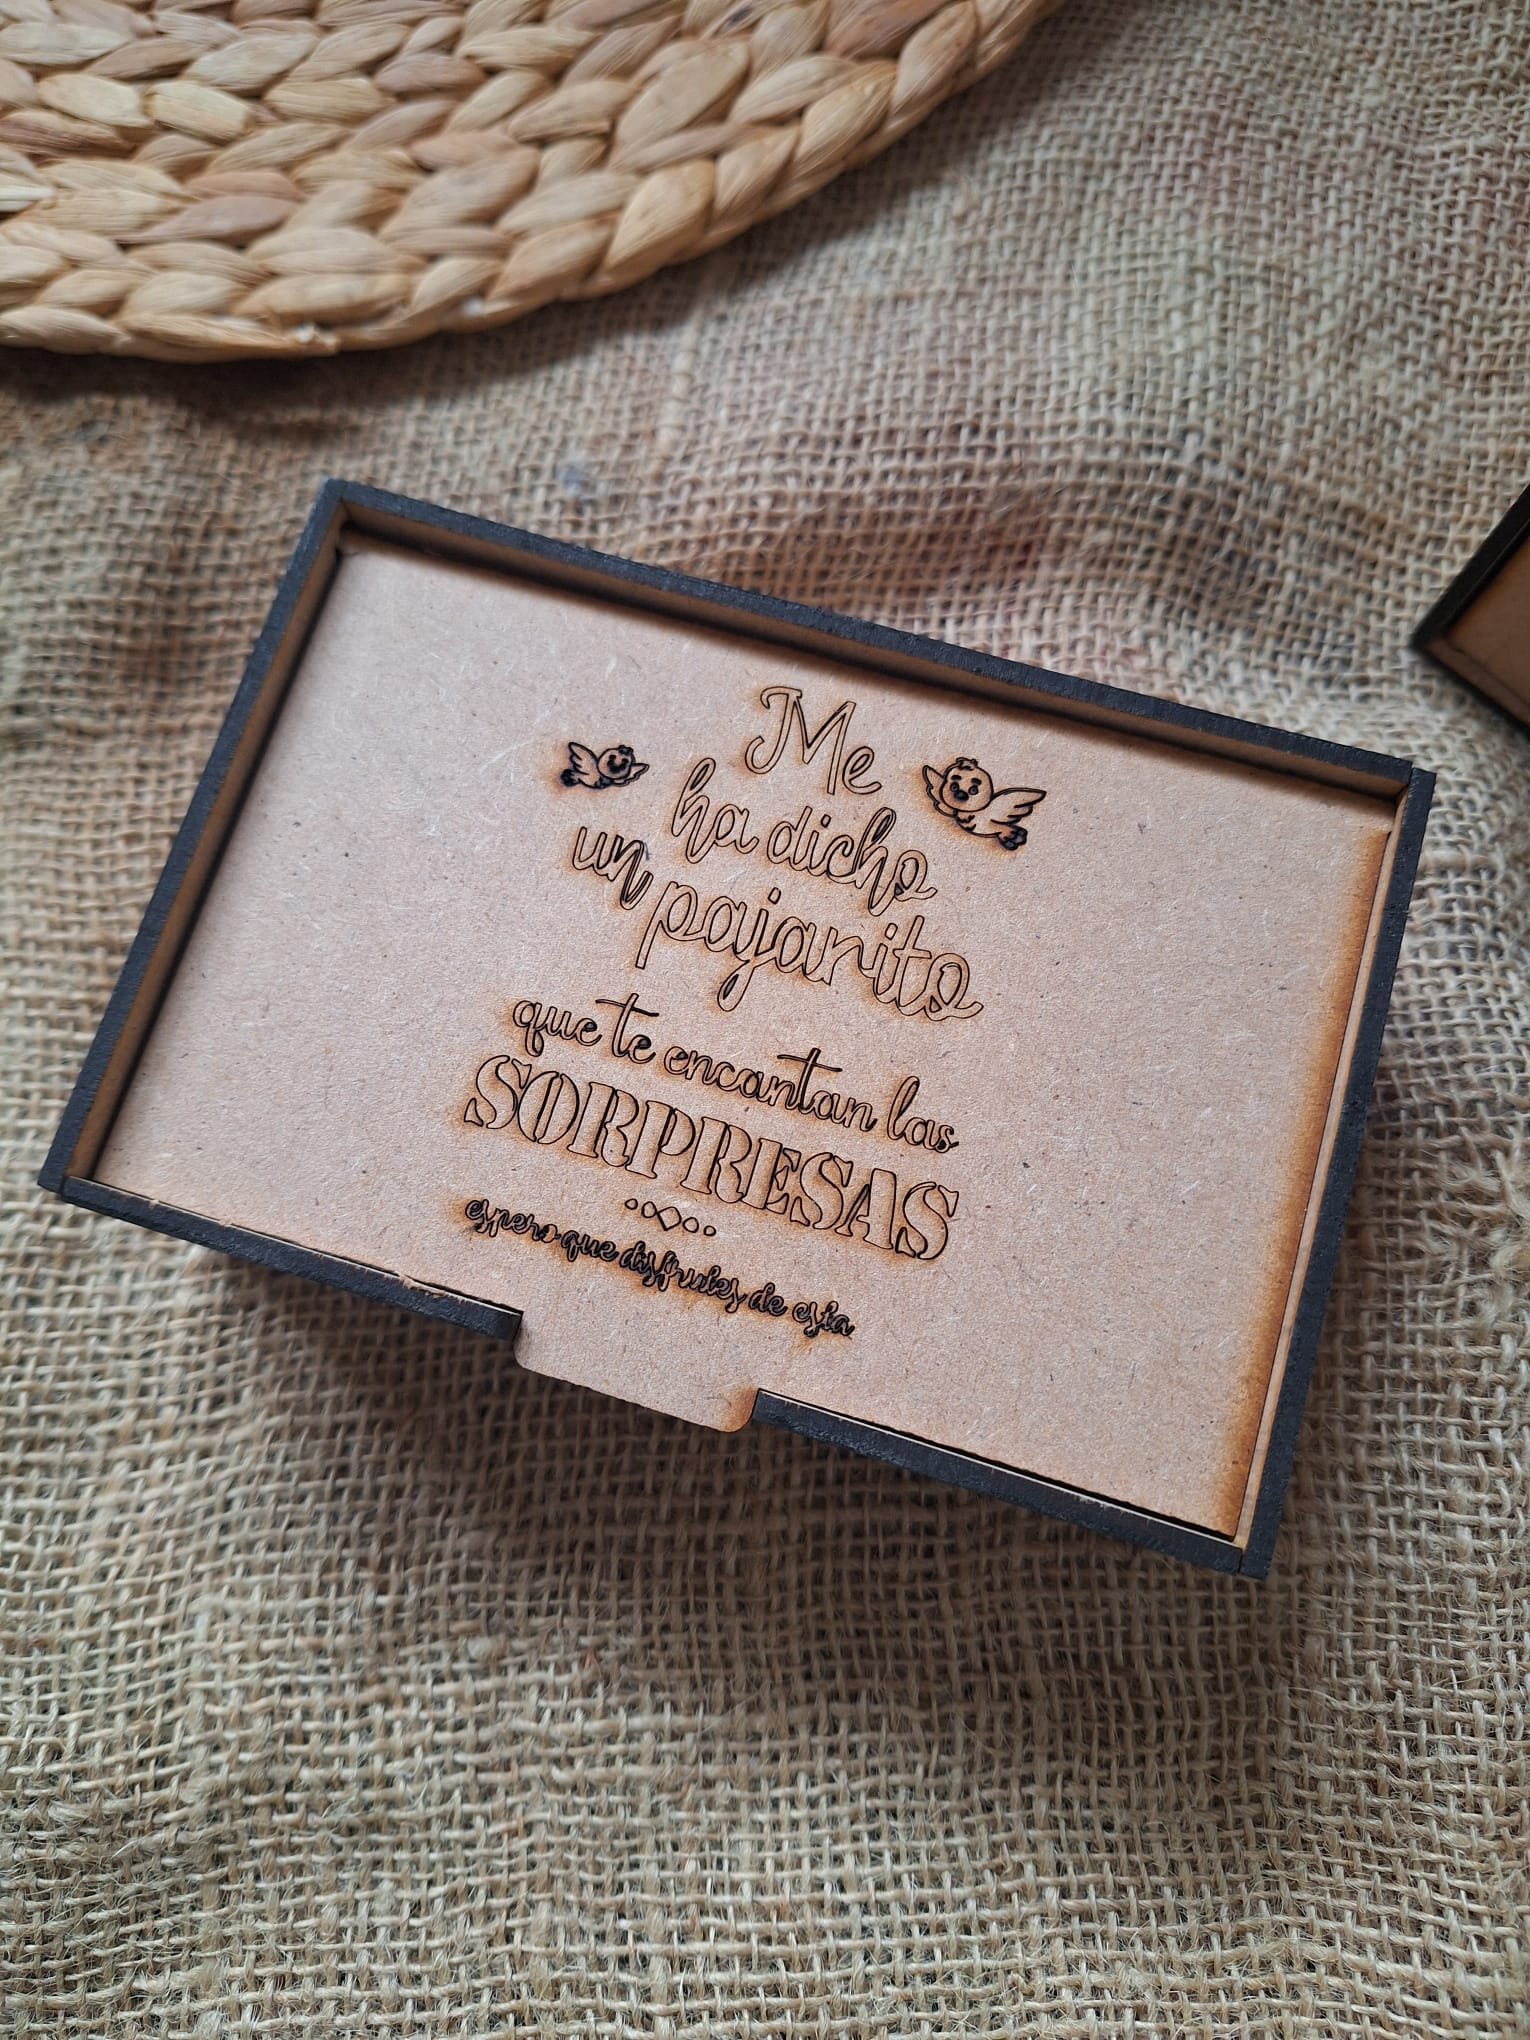 Me
ha dicho
un pajarito
que te encantan las
SORPRESAS
espero que disfrutes de esta